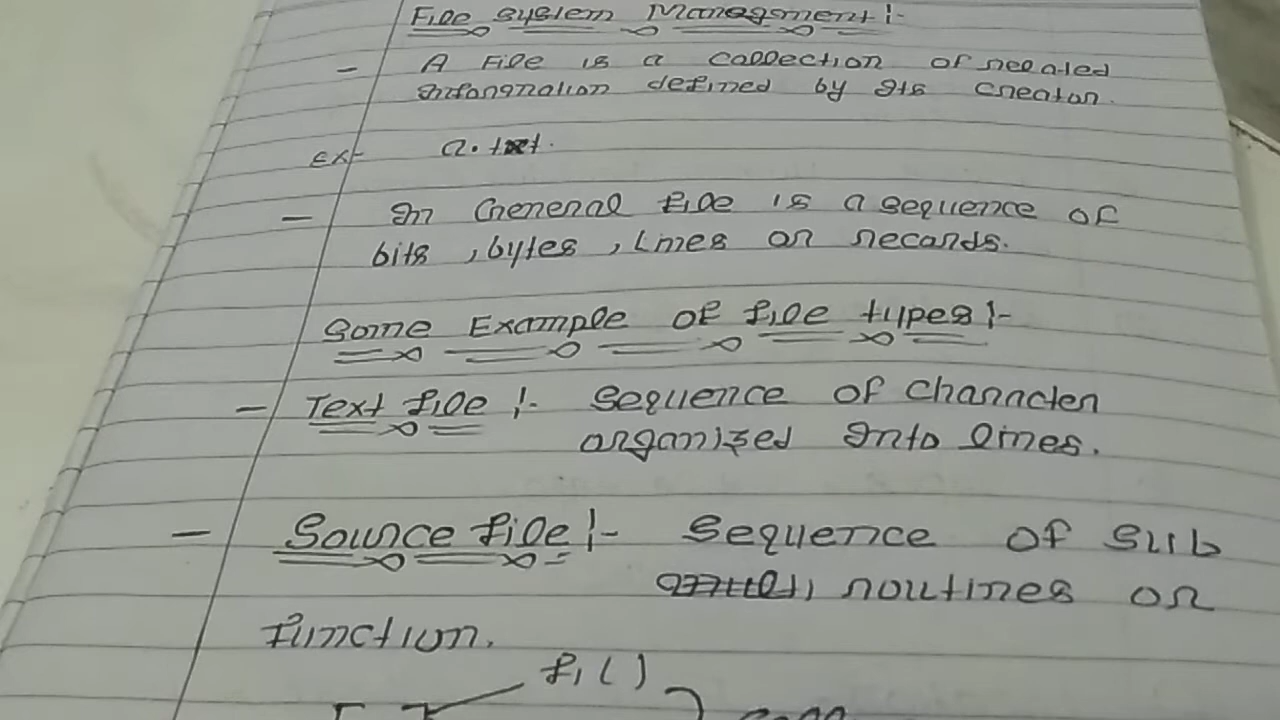 File System Management :-
- A File is a collection of related
information defined by its creator.
Ex- a.txt.
- In General file is a sequence of
bits, bytes, lines or records.
Some Example of file types :-
- Text file :- Sequence of Character
organized into lines.
- Source file :- Sequence of Sub
routines or
function.
f1()